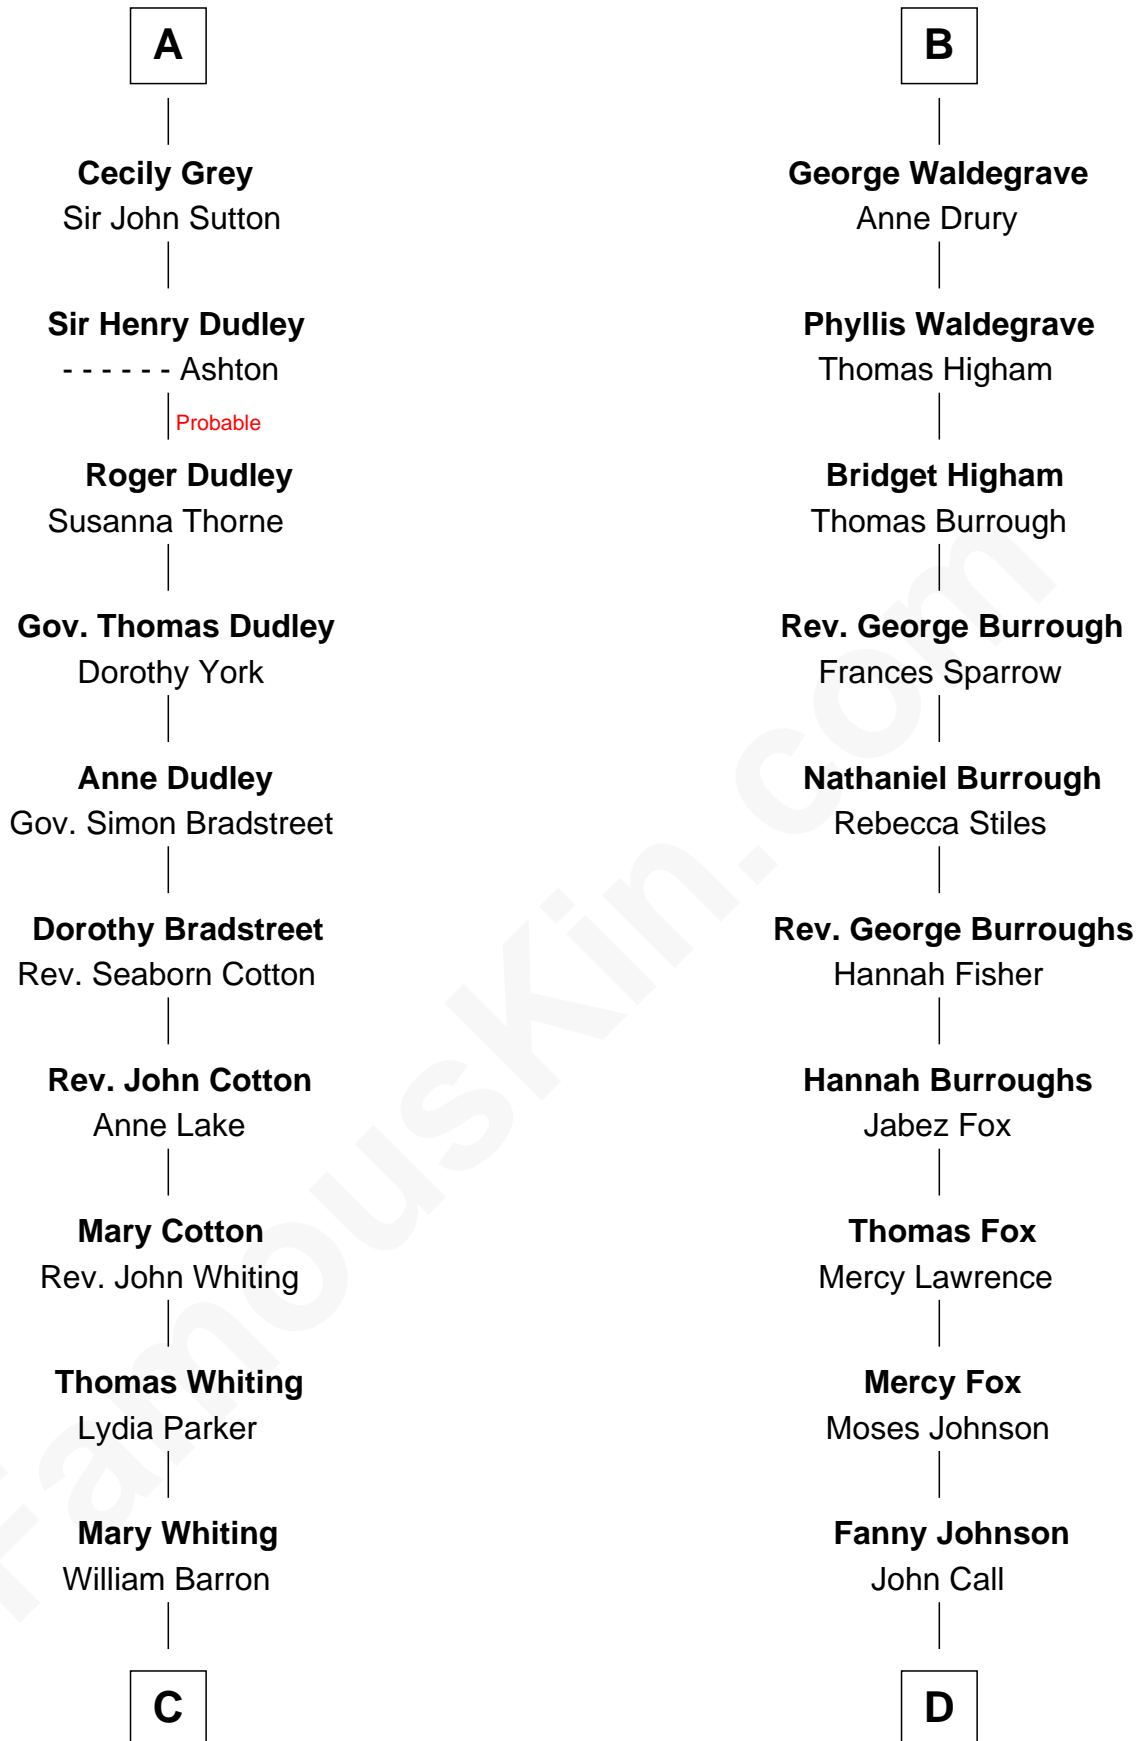 A
Cecily Grey
Sir John Sutton
Sir Henry Dudley
- - - - - - Ashton
Probable
Roger Dudley
Susanna Thorne
Gov. Thomas Dudley
Dorothy York
Anne Dudley
Gov. Simon Bradstreet
Dorothy Bradstreet
Rev. Seaborn Cotton
Rev. John Cotton
Anne Lake
Mary Cotton
Rev. John Whiting
Thomas Whiting
Lydia Parker
Mary Whiting
William Barron
C
B
George Waldegrave
Anne Drury
Phyllis Waldegrave
Thomas Higham
Bridget Higham
Thomas Burrough
Rev. George Burrough
Frances Sparrow
Nathaniel Burrough
Rebecca Stiles
Rev. George Burroughs
Hannah Fisher
Hannah Burroughs
Jabez Fox
Thomas Fox
Mercy Lawrence
Mercy Fox
Moses Johnson
Fanny Johnson
John Call
D
FamousKin.com